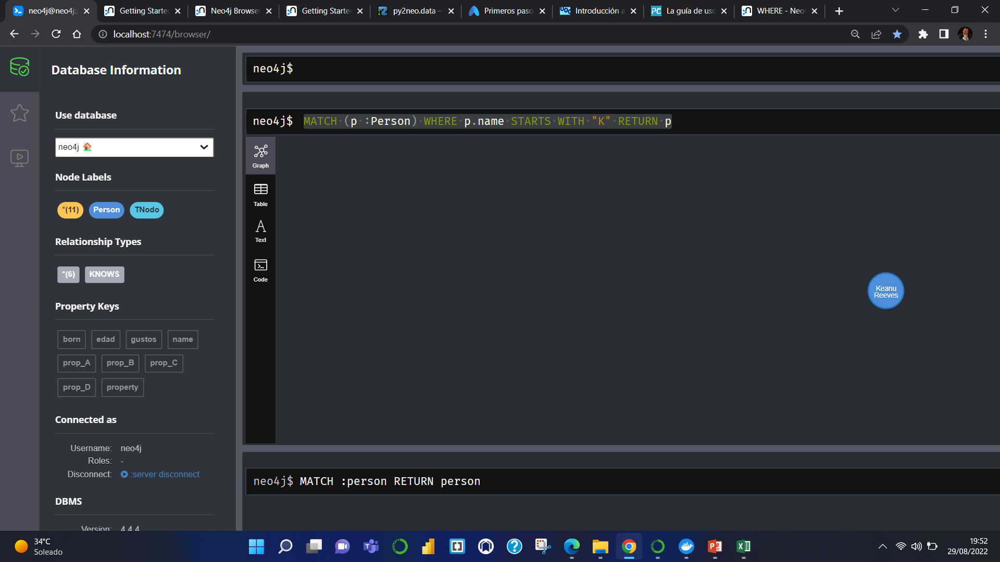 neo4j@neo4j:
Getting Starte
Neo4j Browser
Getting Starte
py2neo.data –
Primeros paso
Introducción a
La guía de uso
WHERE - Neo
localhost:7474/browser/
Database Information
Use database
neo4j
Node Labels
*(11) Person TNodo
Relationship Types
*(6) KNOWS
Property Keys
born edad gustos name
prop_A prop_B prop_C
prop_D property
Connected as
Username: neo4j
Roles: -
Disconnect: :server disconnect
DBMS
Version: 4.4.4
neo4j$
neo4j$ MATCH (p :Person) WHERE p.name STARTS WITH "K" RETURN p
Graph
Table
Text
Code
Keanu
Reeves
neo4j$ MATCH :person RETURN person
34°C
Soleado
19:52
29/08/2022